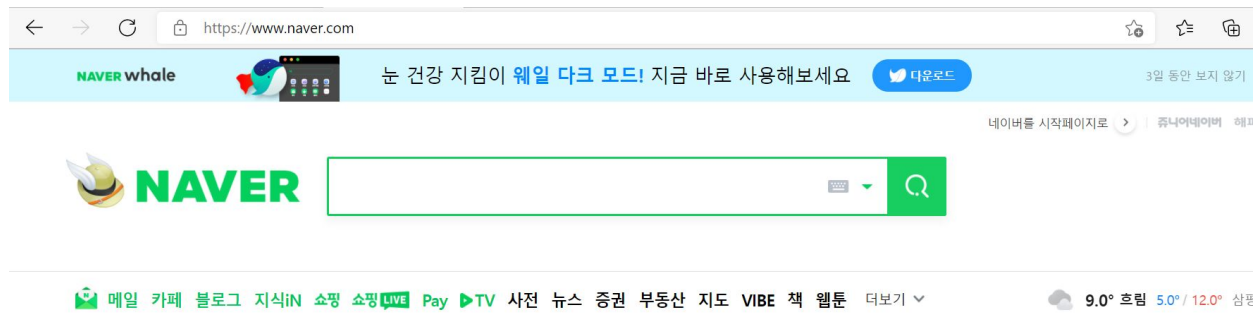 https://www.naver.com
NAVER whale 눈 건강 지킴이 웨일 다크 모드! 지금 바로 사용해보세요 다운로드 3일 동안 보지 않기
네이버를 시작페이지로 쥬니어네이버
NAVER
메일 카페 블로그 지식iN 쇼핑 쇼핑LIVE Pay TV 사전 뉴스 증권 부동산 지도 VIBE 책 웹툰 더보기 9.0° 흐림 5.0° / 12.0°